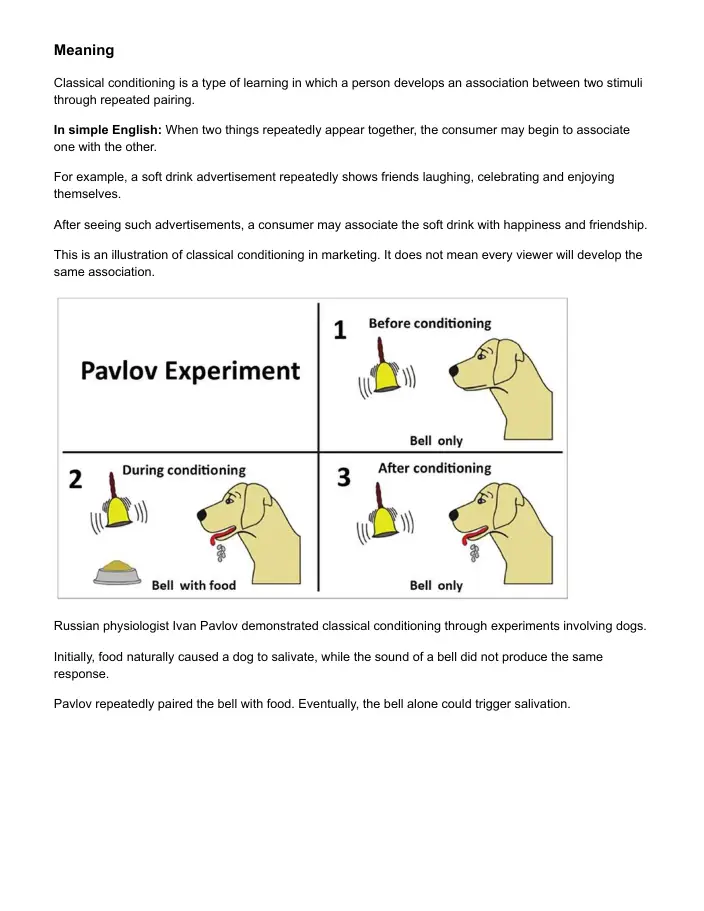 Meaning
Classical conditioning is a type of learning in which a person develops an association between two stimuli
through repeated pairing.
In simple English: When two things repeatedly appear together, the consumer may begin to associate
one with the other.
For example, a soft drink advertisement repeatedly shows friends laughing, celebrating and enjoying
themselves.
After seeing such advertisements, a consumer may associate the soft drink with happiness and friendship.
This is an illustration of classical conditioning in marketing. It does not mean every viewer will develop the
same association.
Pavlov Experiment
1 Before conditioning
Bell only
2 During conditioning
Bell with food
3 After conditioning
Bell only
Russian physiologist Ivan Pavlov demonstrated classical conditioning through experiments involving dogs.
Initially, food naturally caused a dog to salivate, while the sound of a bell did not produce the same
response.
Pavlov repeatedly paired the bell with food. Eventually, the bell alone could trigger salivation.